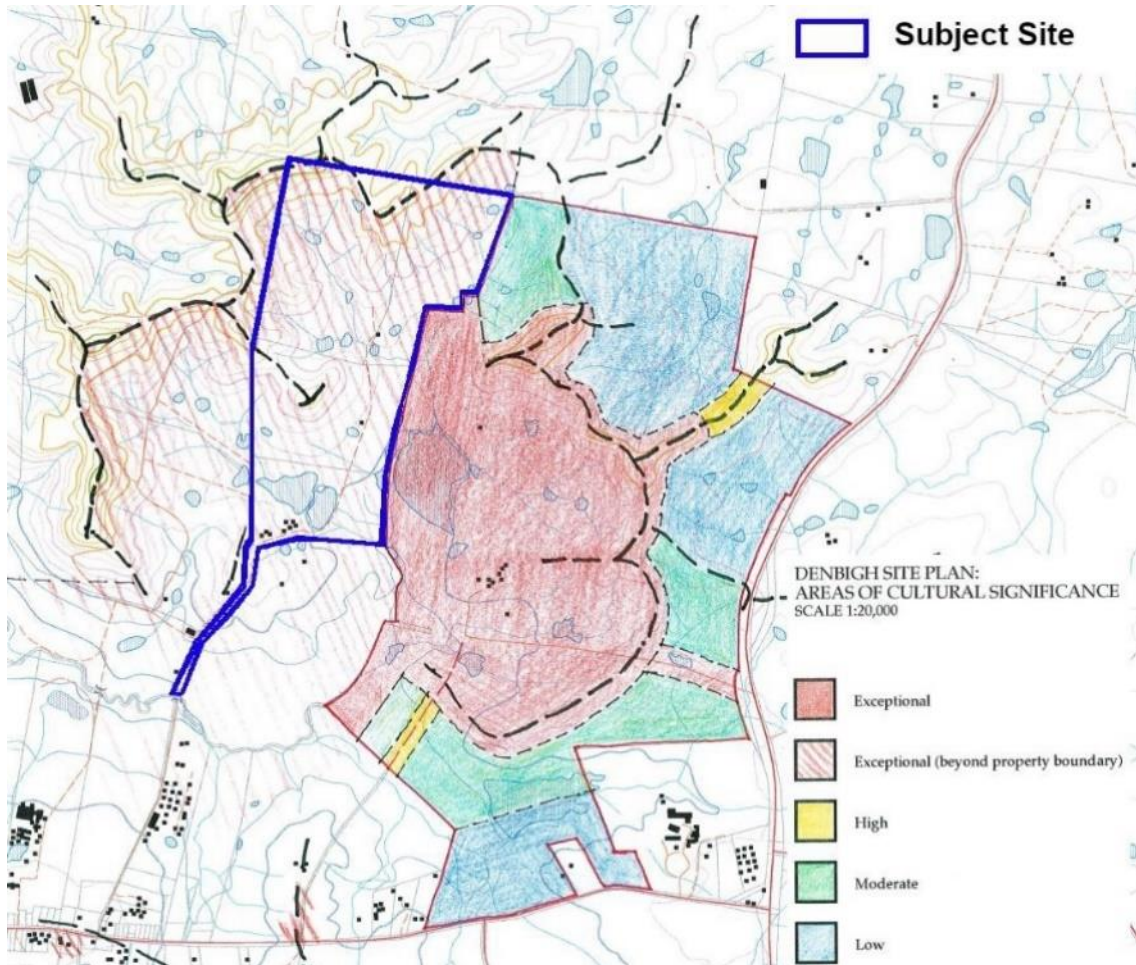 Subject Site
DENBIGH SITE PLAN:
AREAS OF CULTURAL SIGNIFICANCE
SCALE 1:20,000
Exceptional
Exceptional (beyond property boundary)
High
Moderate
Low